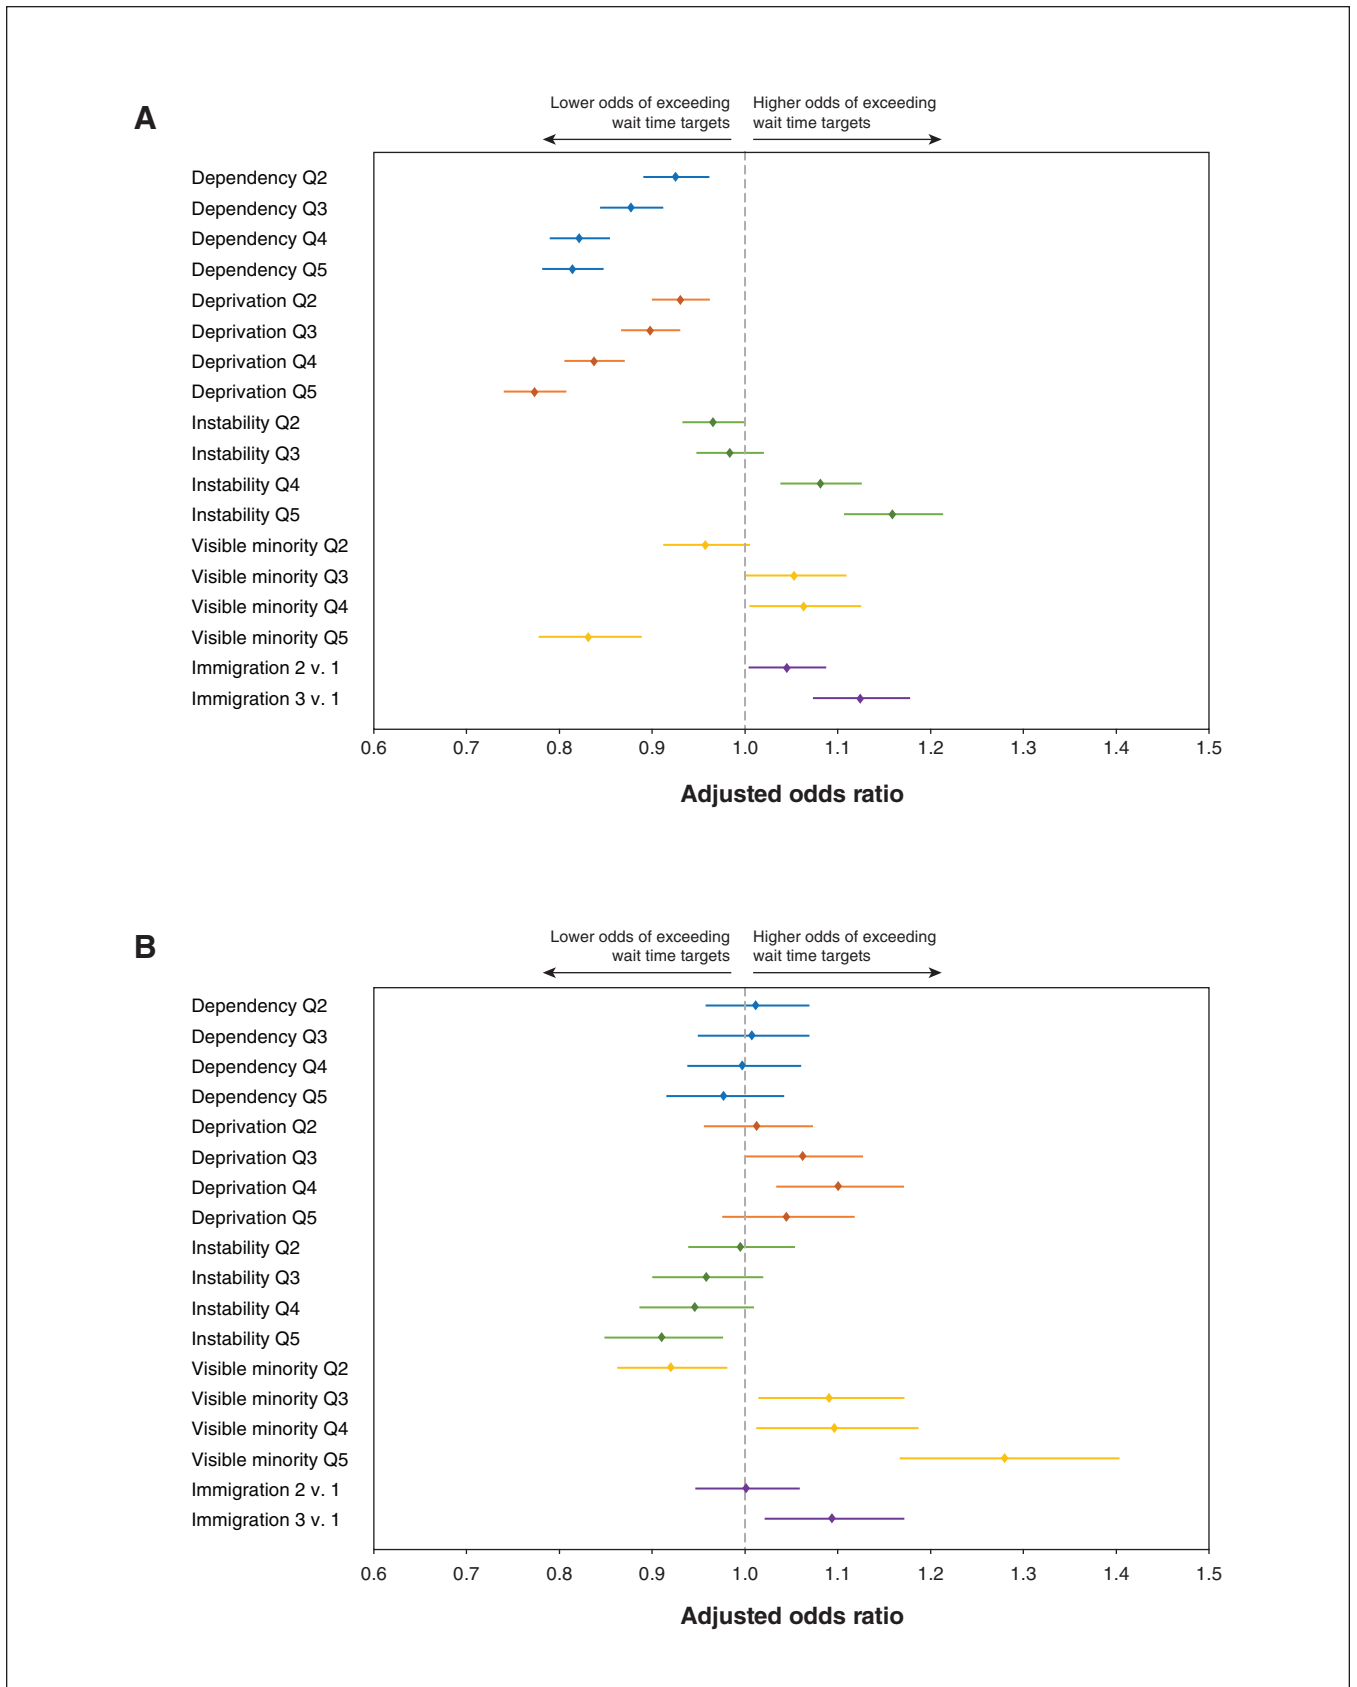 A
Lower odds of exceeding
wait time targets
Higher odds of exceeding
wait time targets
Dependency Q2
Dependency Q3
Dependency Q4
Dependency Q5
Deprivation Q2
Deprivation Q3
Deprivation Q4
Deprivation Q5
Instability Q2
Instability Q3
Instability Q4
Instability Q5
Visible minority Q2
Visible minority Q3
Visible minority Q4
Visible minority Q5
Immigration 2 v. 1
Immigration 3 v. 1
0.6 0.7 0.8 0.9 1.0 1.1 1.2 1.3 1.4 1.5
Adjusted odds ratio
B
Lower odds of exceeding
wait time targets
Higher odds of exceeding
wait time targets
Dependency Q2
Dependency Q3
Dependency Q4
Dependency Q5
Deprivation Q2
Deprivation Q3
Deprivation Q4
Deprivation Q5
Instability Q2
Instability Q3
Instability Q4
Instability Q5
Visible minority Q2
Visible minority Q3
Visible minority Q4
Visible minority Q5
Immigration 2 v. 1
Immigration 3 v. 1
0.6 0.7 0.8 0.9 1.0 1.1 1.2 1.3 1.4 1.5
Adjusted odds ratio